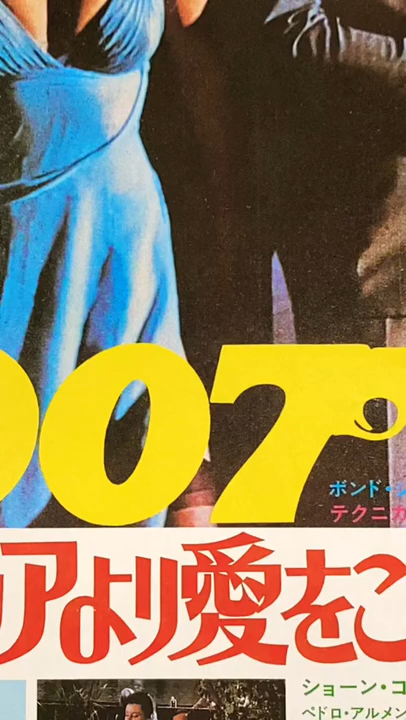 007
ボンド・
テクニカ
アより愛をこ
ショーン・コ
ペドロ・アルメン